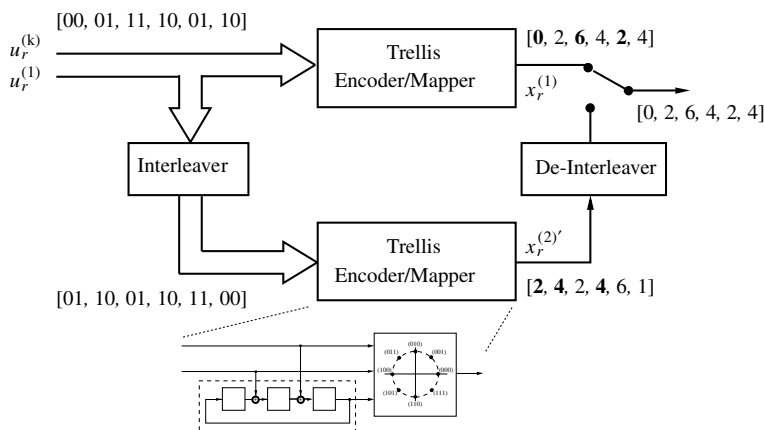 [00, 01, 11, 10, 01, 10]
u_r^(k)
u_r^(1)
Trellis
Encoder/Mapper
[0, 2, 6, 4, 2, 4]
x_r^(1)
[0, 2, 6, 4, 2, 4]
Interleaver
De-Interleaver
Trellis
Encoder/Mapper
x_r^(2)′
[01, 10, 01, 10, 11, 00]
[2, 4, 2, 4, 6, 1]
(010)
(011)
(001)
(100)
(000)
(101)
(111)
(110)